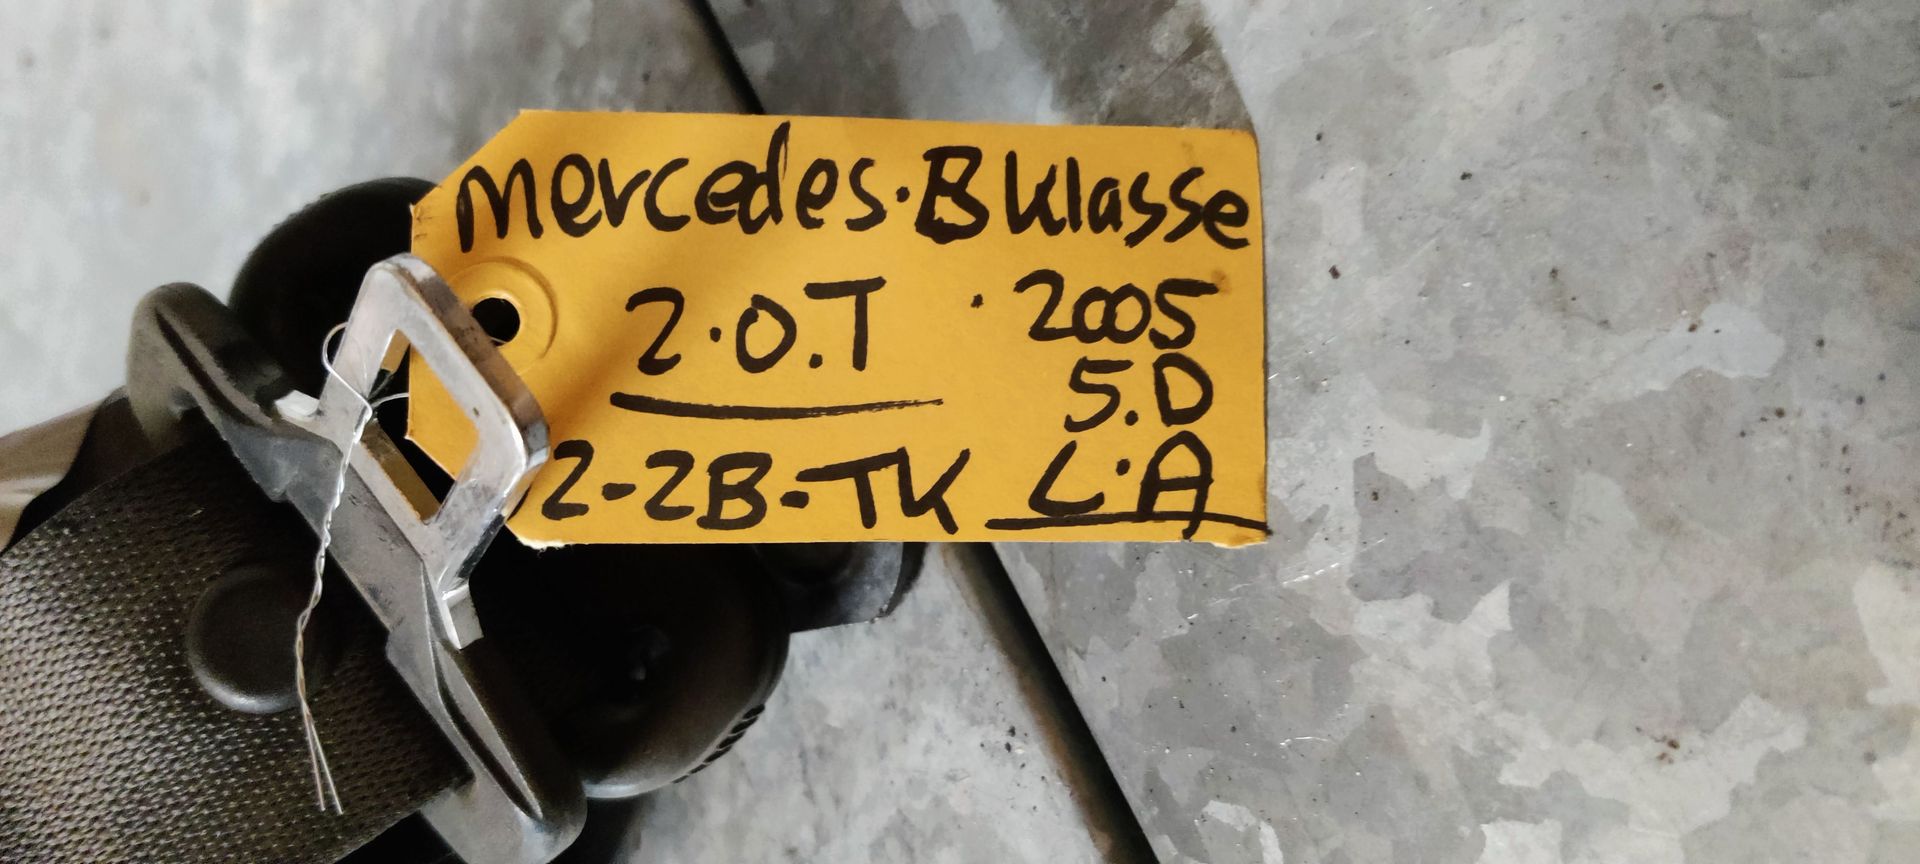 Mercedes.B Klasse
2.0.T . 2005
5.D
2-2B-TK L.A